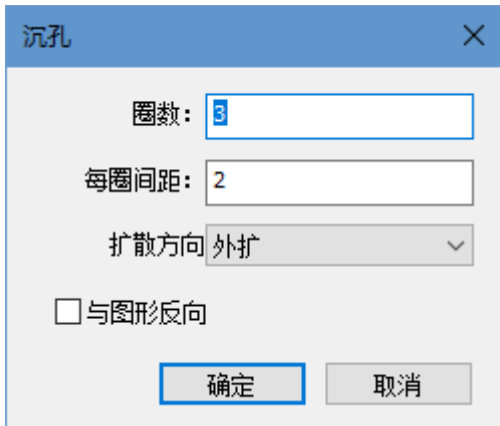 沉孔
圈数: 3
每圈间距: 2
扩散方向 外扩
与图形反向
确定 取消